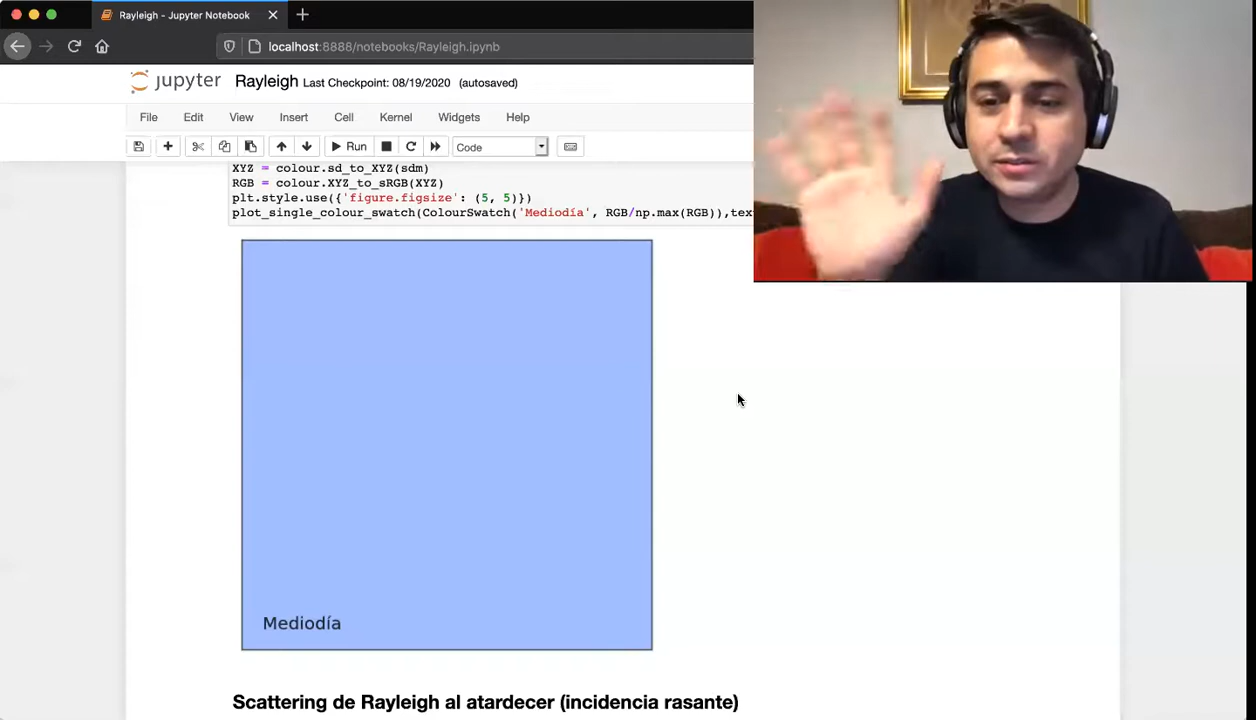 Rayleigh - Jupyter Notebook
localhost:8888/notebooks/Rayleigh.ipynb
jupyter Rayleigh Last Checkpoint: 08/19/2020 (autosaved)
File Edit View Insert Cell Kernel Widgets Help
Run Code
XYZ = colour.sd_to_XYZ(sdm)
RGB = colour.XYZ_to_sRGB(XYZ)
plt.style.use({'figure.figsize': (5, 5)})
plot_single_colour_swatch(ColourSwatch('Mediodía', RGB/np.max(RGB)),tex
Mediodía
Scattering de Rayleigh al atardecer (incidencia rasante)